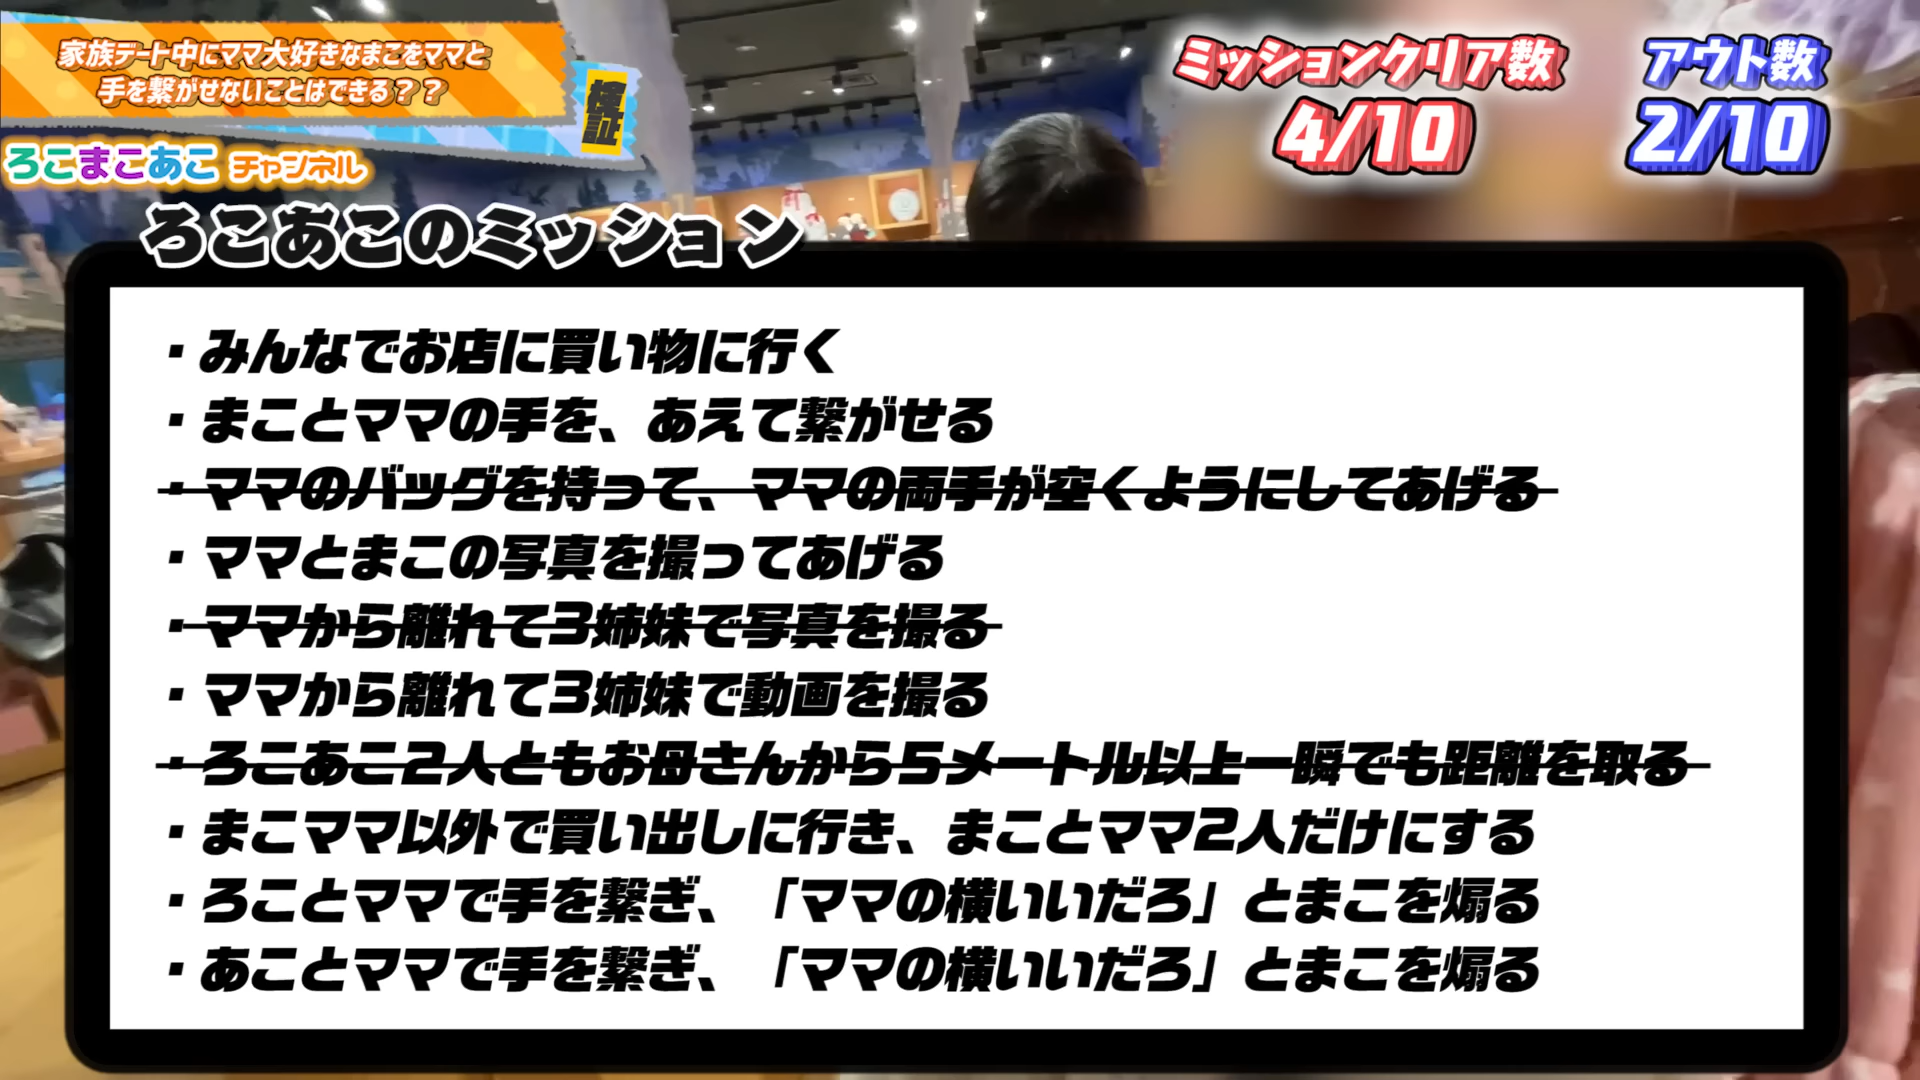 家族デート中にママ大好きなまこをママと
手を繋がせないことはできる？？
検証
ろこまこあこ チャンネル
ミッションクリア数
4/10
アウト数
2/10
ろこあこのミッション
・みんなでお店に買い物に行く
・まことママの手を、あえて繋がせる
・ママのバッグを持って、ママの両手が空くようにしてあげる
・ママとまこの写真を撮ってあげる
・ママから離れて3姉妹で写真を撮る
・ママから離れて3姉妹で動画を撮る
・ろこあこ2人ともお母さんから5メートル以上一瞬でも距離を取る
・まこママ以外で買い出しに行き、まことママ2人だけにする
・ろことママで手を繋ぎ、「ママの横いいだろ」とまこを煽る
・あことママで手を繋ぎ、「ママの横いいだろ」とまこを煽る